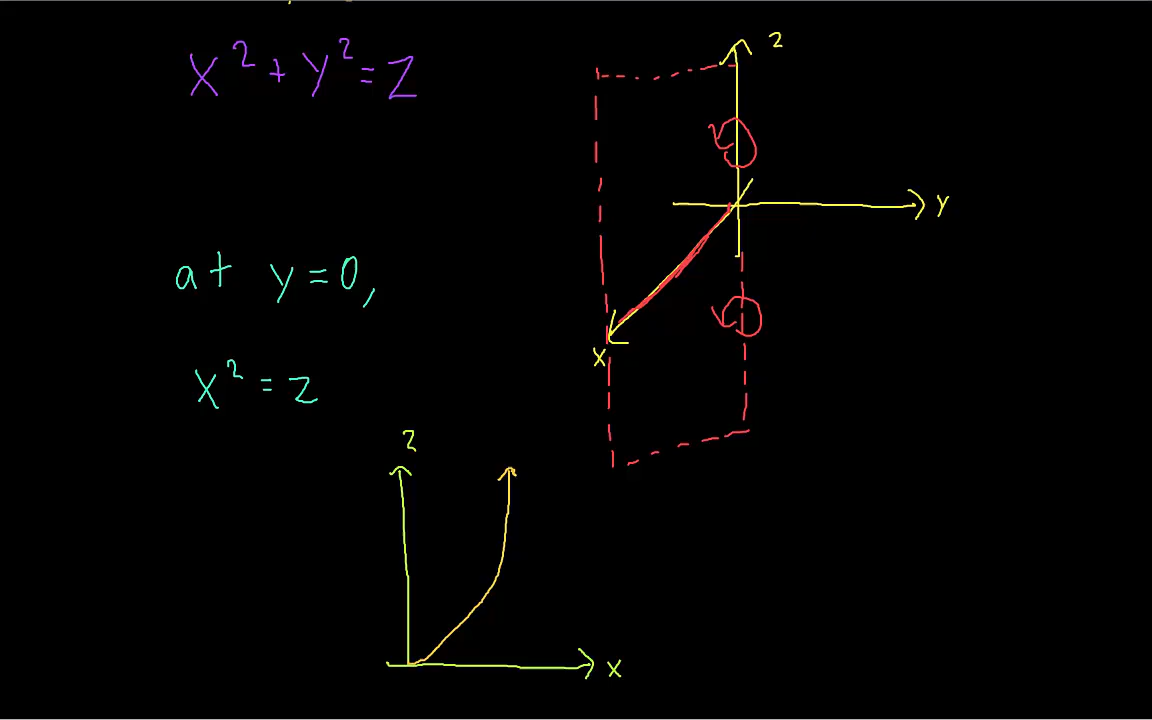 X² + Y² = Z
at y = 0,
x² = z
z
y
x
z
x